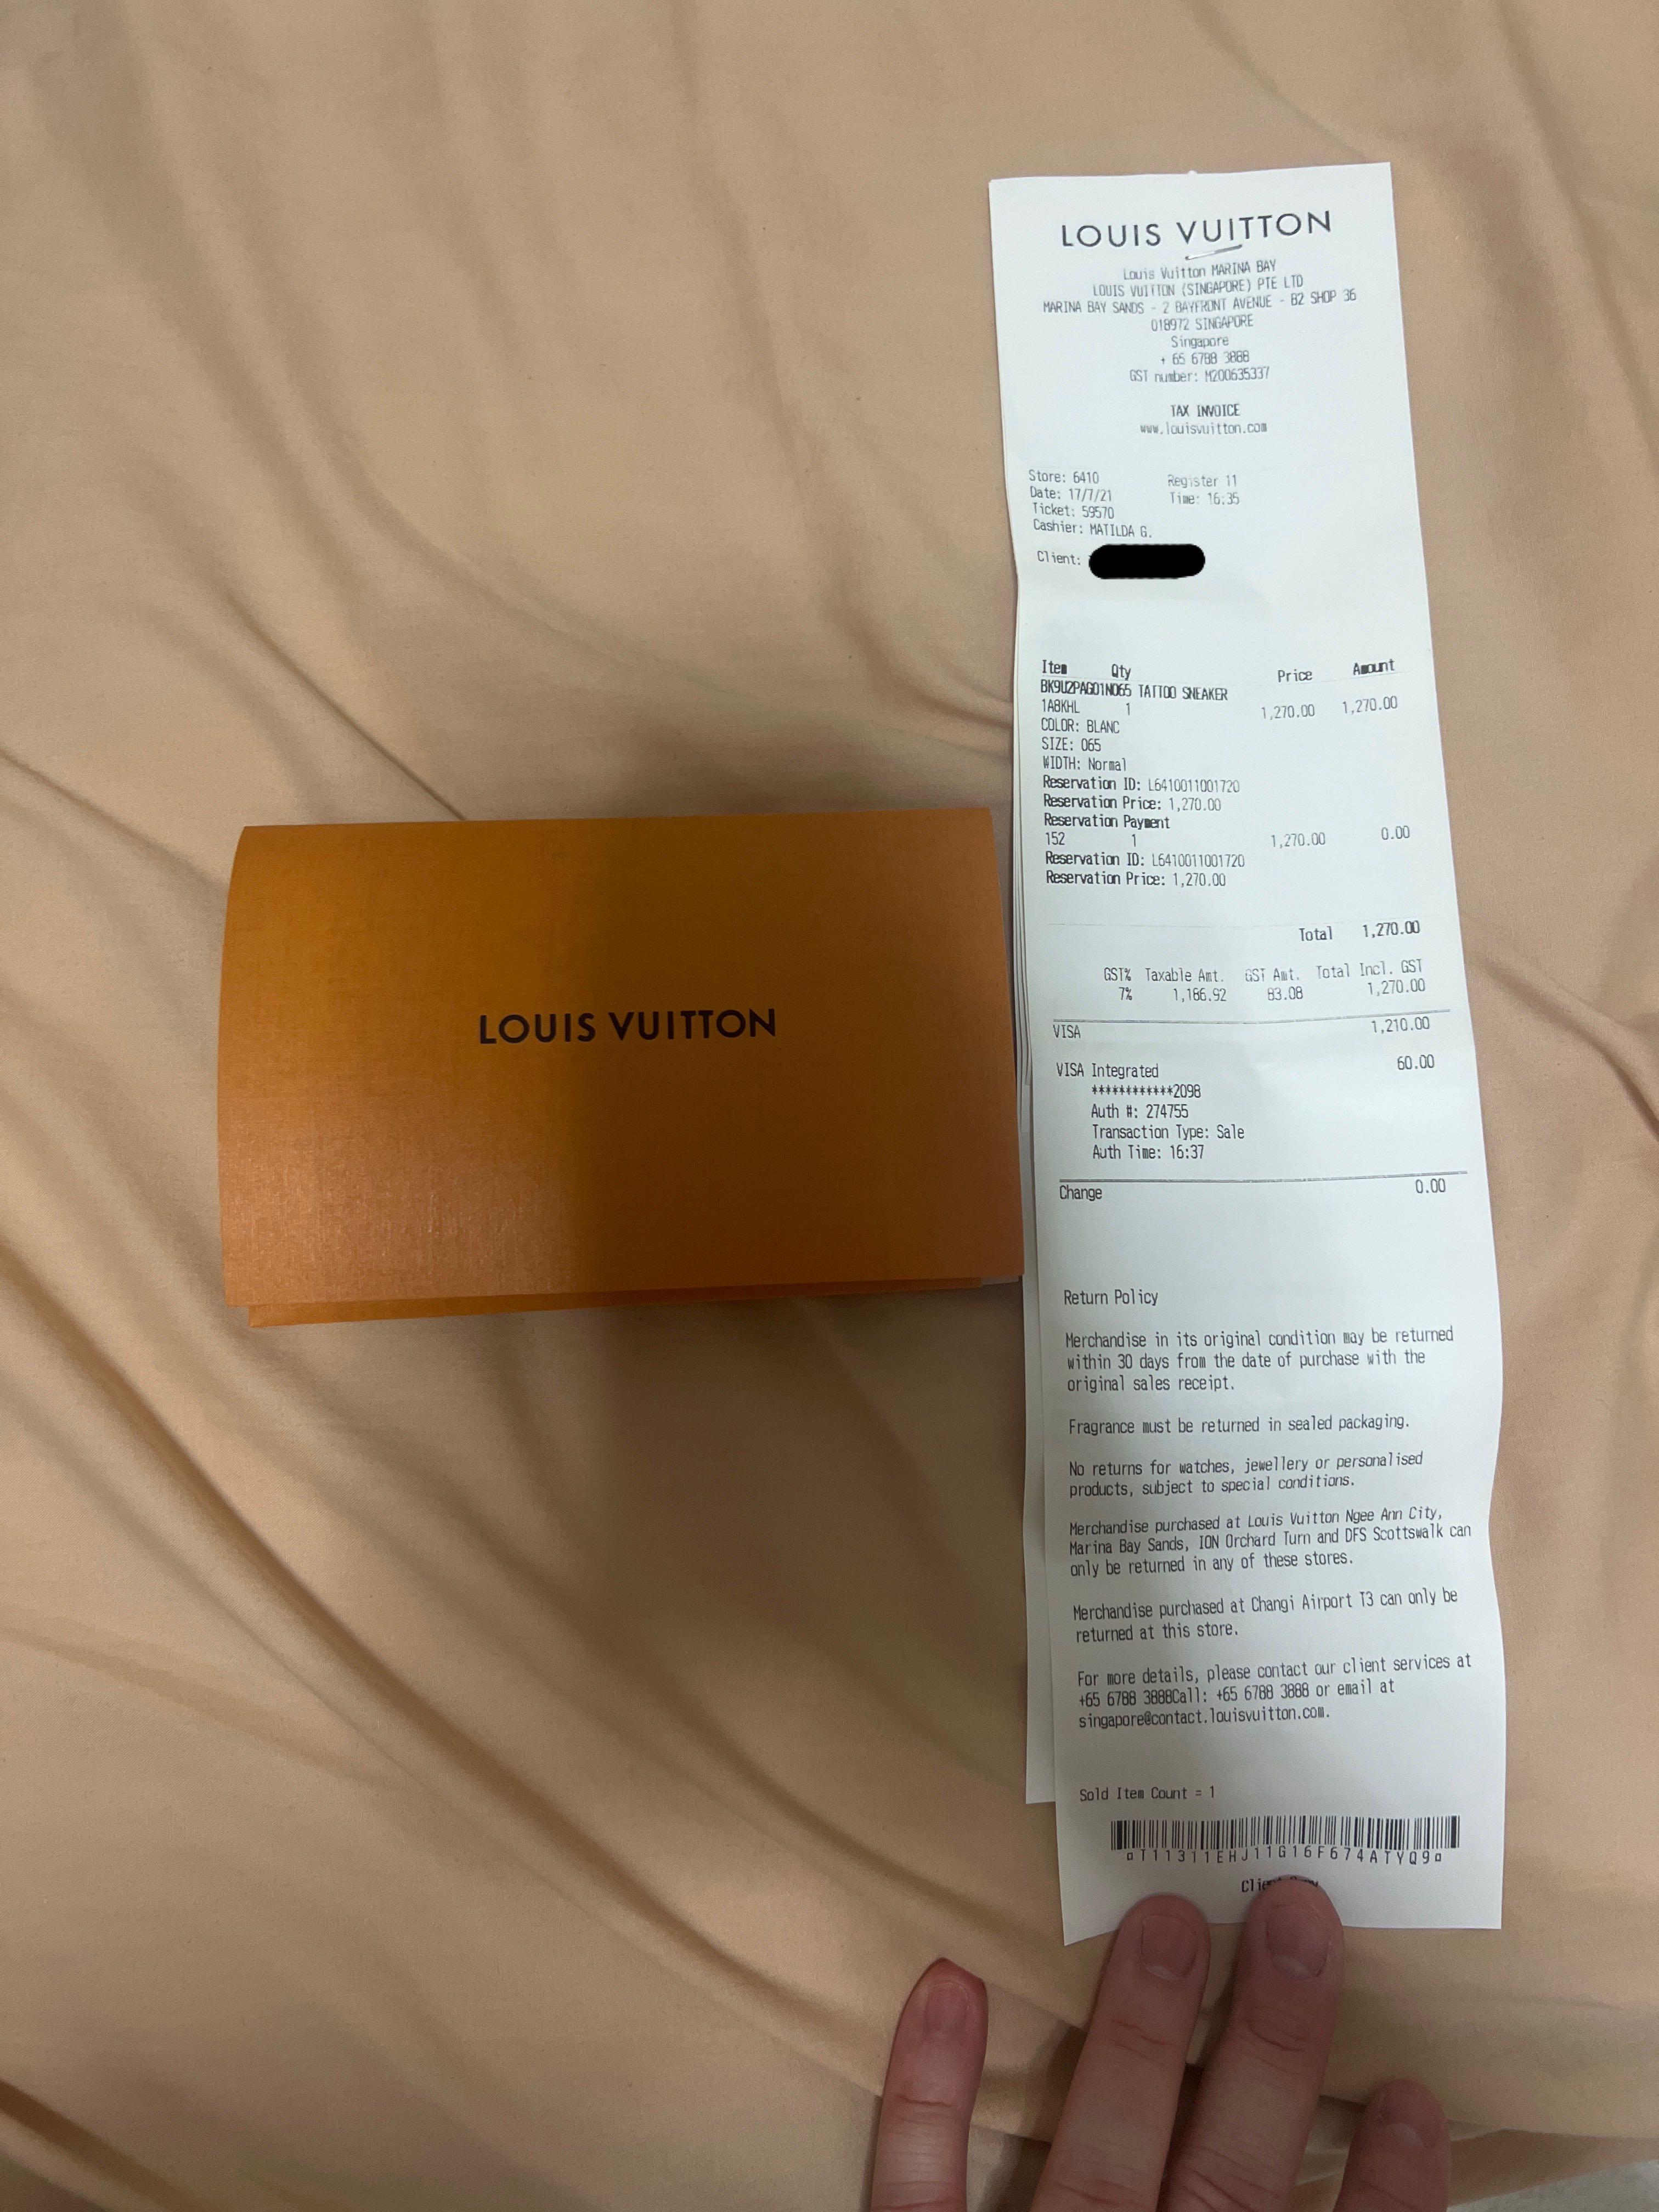 LOUIS VUITTON
LOUIS VUITTON
Louis Vuitton MARINA BAY
LOUIS VUITTON (SINGAPORE) PTE LTD
MARINA BAY SANDS - 2 BAYFRONT AVENUE - B2 SHOP 36
018972 SINGAPORE
Singapore
+ 65 6788 3888
GST number: M200635337
TAX INVOICE
www.louisvuitton.com
Store: 6410 Register 11
Date: 17/7/21 Time: 16:35
Ticket: 59570
Cashier: MATILDA G.
Client:
Item Qty Price Amount
BK9U2PAG01N065 TATTOO SNEAKER
1A8KHL 1 1,270.00 1,270.00
COLOR: BLANC
SIZE: 065
WIDTH: Normal
Reservation ID: L6410011001720
Reservation Price: 1,270.00
Reservation Payment
152 1 1,270.00 0.00
Reservation ID: L6410011001720
Reservation Price: 1,270.00
Total 1,270.00
GST% Taxable Amt. GST Amt. Total Incl. GST
7% 1,186.92 83.08 1,270.00
VISA 1,210.00
VISA Integrated 60.00
************2098
Auth #: 274755
Transaction Type: Sale
Auth Time: 16:37
Change 0.00
Return Policy
Merchandise in its original condition may be returned
within 30 days from the date of purchase with the
original sales receipt.
Fragrance must be returned in sealed packaging.
No returns for watches, jewellery or personalised
products, subject to special conditions.
Merchandise purchased at Louis Vuitton Ngee Ann City,
Marina Bay Sands, ION Orchard Turn and DFS Scottswalk can
only be returned in any of these stores.
Merchandise purchased at Changi Airport T3 can only be
returned at this store.
For more details, please contact our client services at
+65 6788 3888Call: +65 6788 3888 or email at
singapore@contact.louisvuitton.com.
Sold Item Count = 1
¤T11311EHJ11G16F674ATYQ9¤